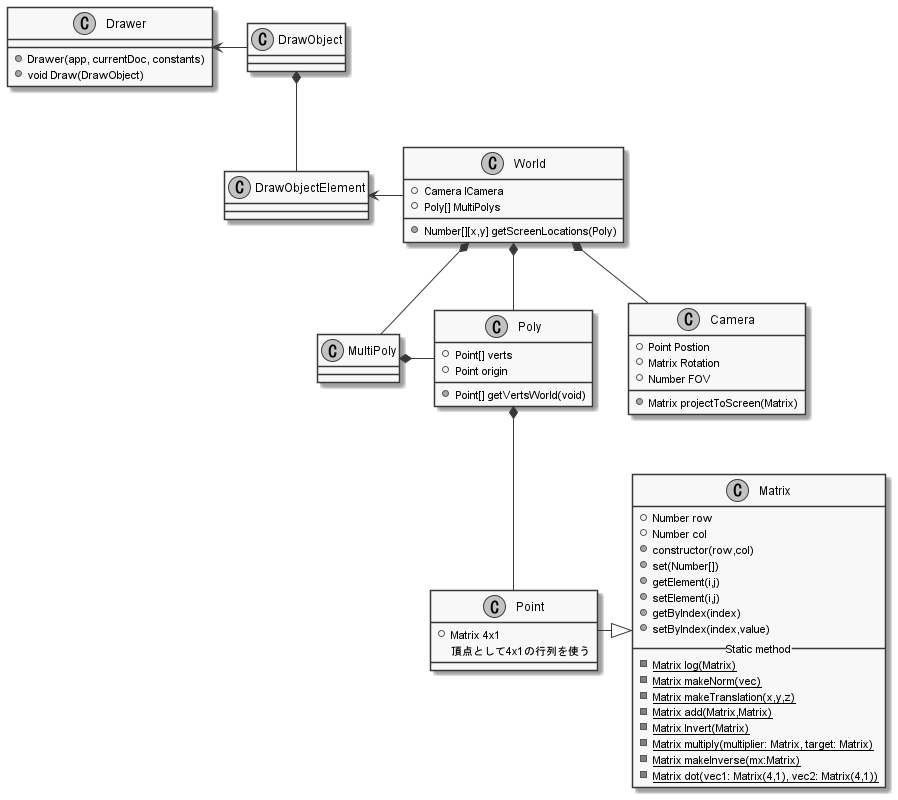 C Drawer
Drawer(app, currentDoc, constants)
void Draw(DrawObject)
C DrawObject
C DrawObjectElement
C World
Camera ICamera
Poly[] MultiPolys
Number[][x,y] getScreenLocations(Poly)
C MultiPoly
C Poly
Point[] verts
Point origin
Point[] getVertsWorld(void)
C Camera
Point Postion
Matrix Rotation
Number FOV
Matrix projectToScreen(Matrix)
C Point
Matrix 4x1
頂点として4x1の行列を使う
C Matrix
Number row
Number col
constructor(row,col)
set(Number[])
getElement(i,j)
setElement(i,j)
getByIndex(index)
setByIndex(index,value)
Static method
Matrix log(Matrix)
Matrix makeNorm(vec)
Matrix makeTranslation(x,y,z)
Matrix add(Matrix,Matrix)
Matrix Invert(Matrix)
Matrix multiply(multiplier: Matrix, target: Matrix)
Matrix makeInverse(mx:Matrix)
Matrix dot(vec1: Matrix(4,1), vec2: Matrix(4,1))